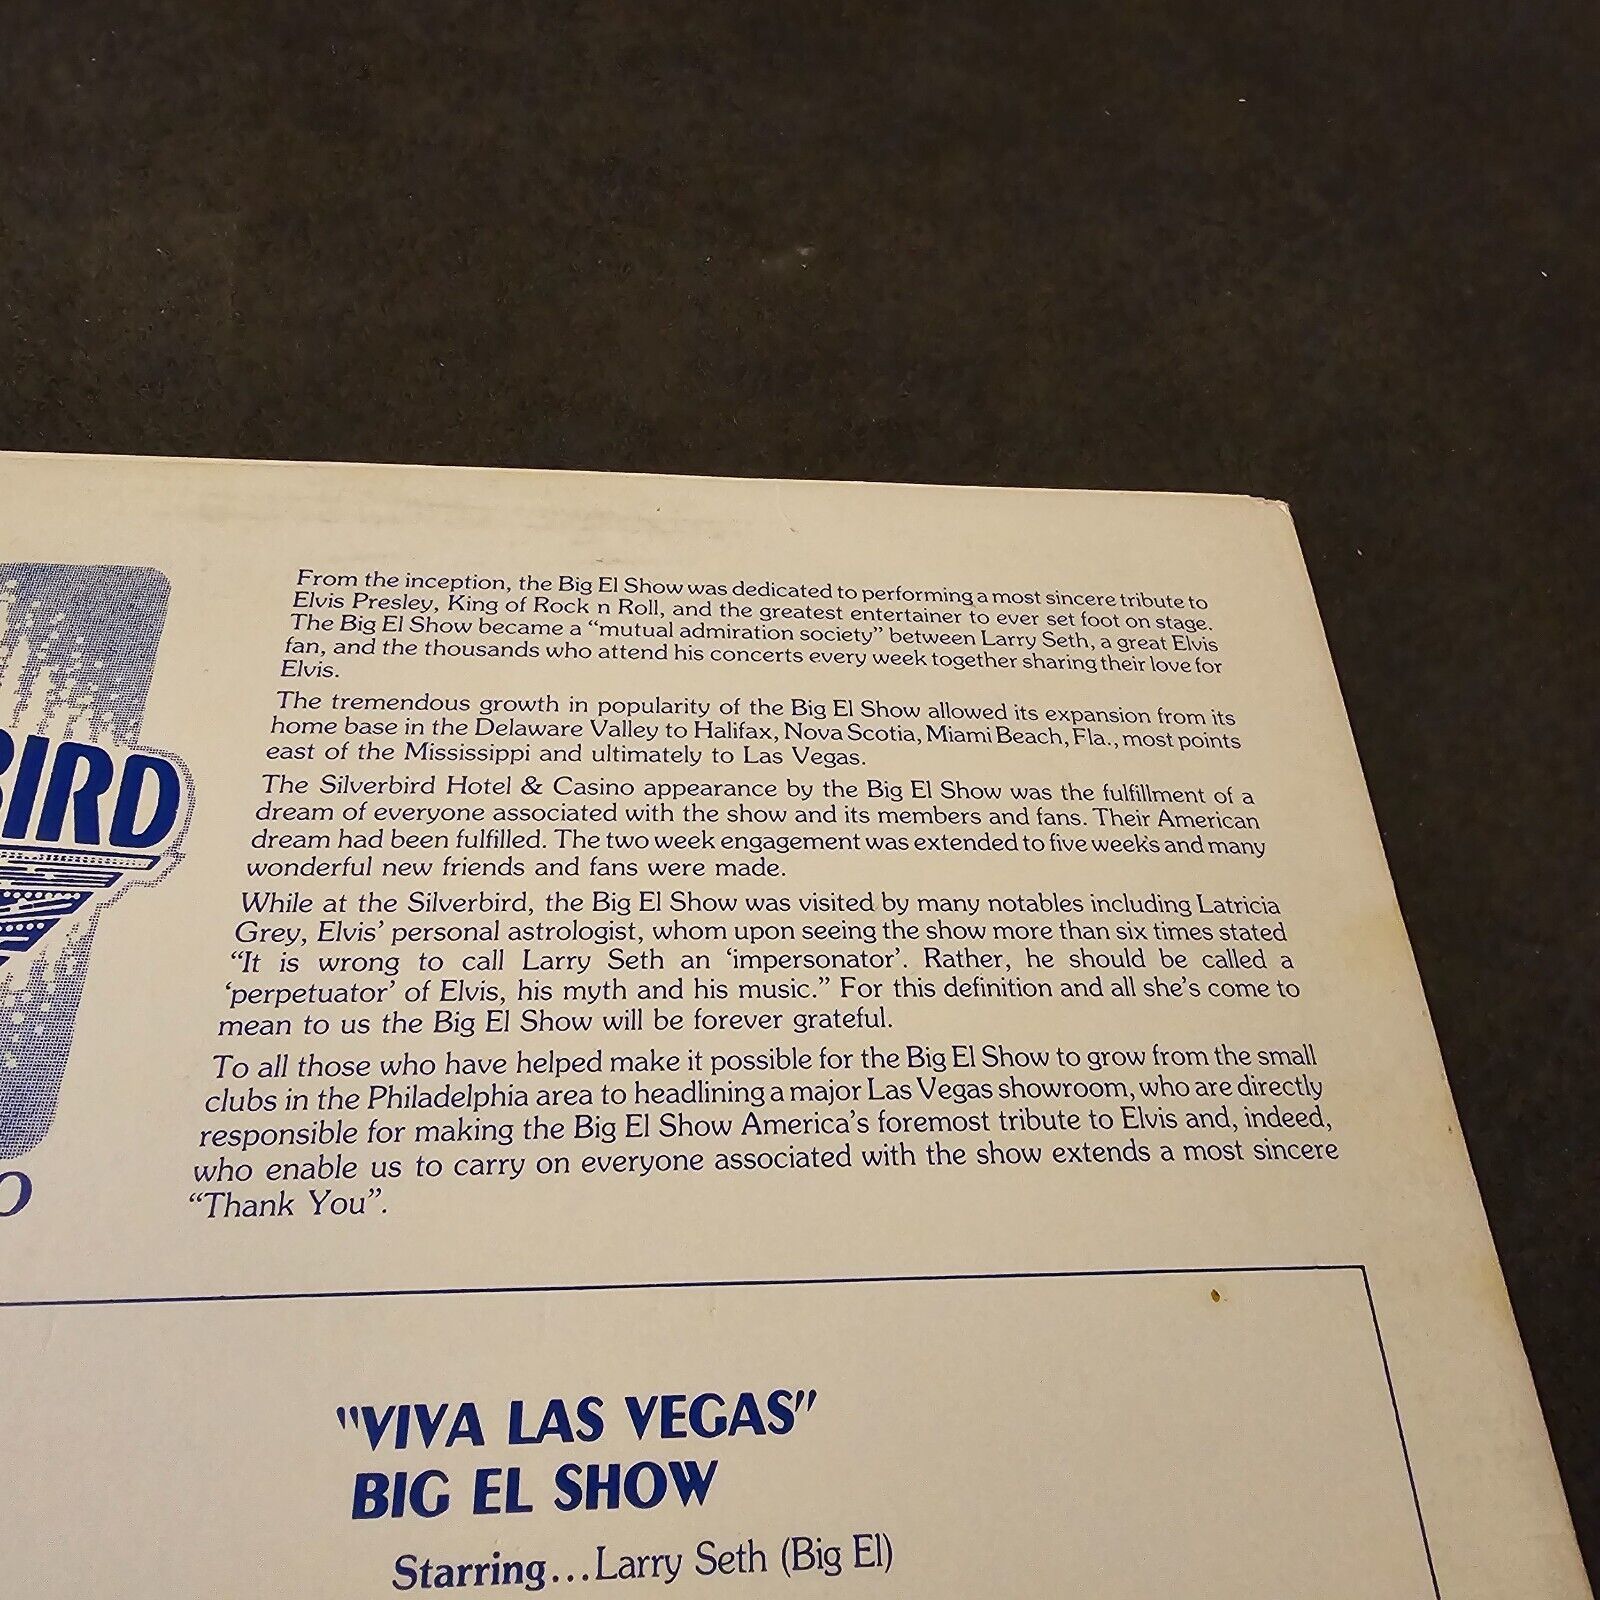 From the inception, the Big El Show was dedicated to performing a most sincere tribute to
Elvis Presley, King of Rock n Roll, and the greatest entertainer to ever set foot on stage.
The Big El Show became a “mutual admiration society” between Larry Seth, a great Elvis
fan, and the thousands who attend his concerts every week together sharing their love for
Elvis.
The tremendous growth in popularity of the Big El Show allowed its expansion from its
home base in the Delaware Valley to Halifax, Nova Scotia, Miami Beach, Fla., most points
east of the Mississippi and ultimately to Las Vegas.
The Silverbird Hotel & Casino appearance by the Big El Show was the fulfillment of a
dream of everyone associated with the show and its members and fans. Their American
dream had been fulfilled. The two week engagement was extended to five weeks and many
wonderful new friends and fans were made.
While at the Silverbird, the Big El Show was visited by many notables including Latricia
Grey, Elvis’ personal astrologist, whom upon seeing the show more than six times stated
“It is wrong to call Larry Seth an ‘impersonator’. Rather, he should be called a
‘perpetuator’ of Elvis, his myth and his music.” For this definition and all she’s come to
mean to us the Big El Show will be forever grateful.
To all those who have helped make it possible for the Big El Show to grow from the small
clubs in the Philadelphia area to headlining a major Las Vegas showroom, who are directly
responsible for making the Big El Show America’s foremost tribute to Elvis and, indeed,
who enable us to carry on everyone associated with the show extends a most sincere
“Thank You”.
BIRD
O
"VIVA LAS VEGAS"
BIG EL SHOW
Starring...Larry Seth (Big El)